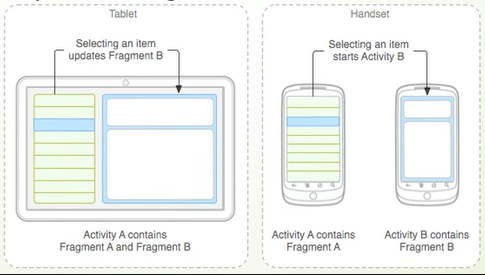 Tablet
Selecting an item
updates Fragment B
Activity A contains
Fragment A and Fragment B
Handset
Selecting an item
starts Activity B
Activity A contains
Fragment A
Activity B contains
Fragment B